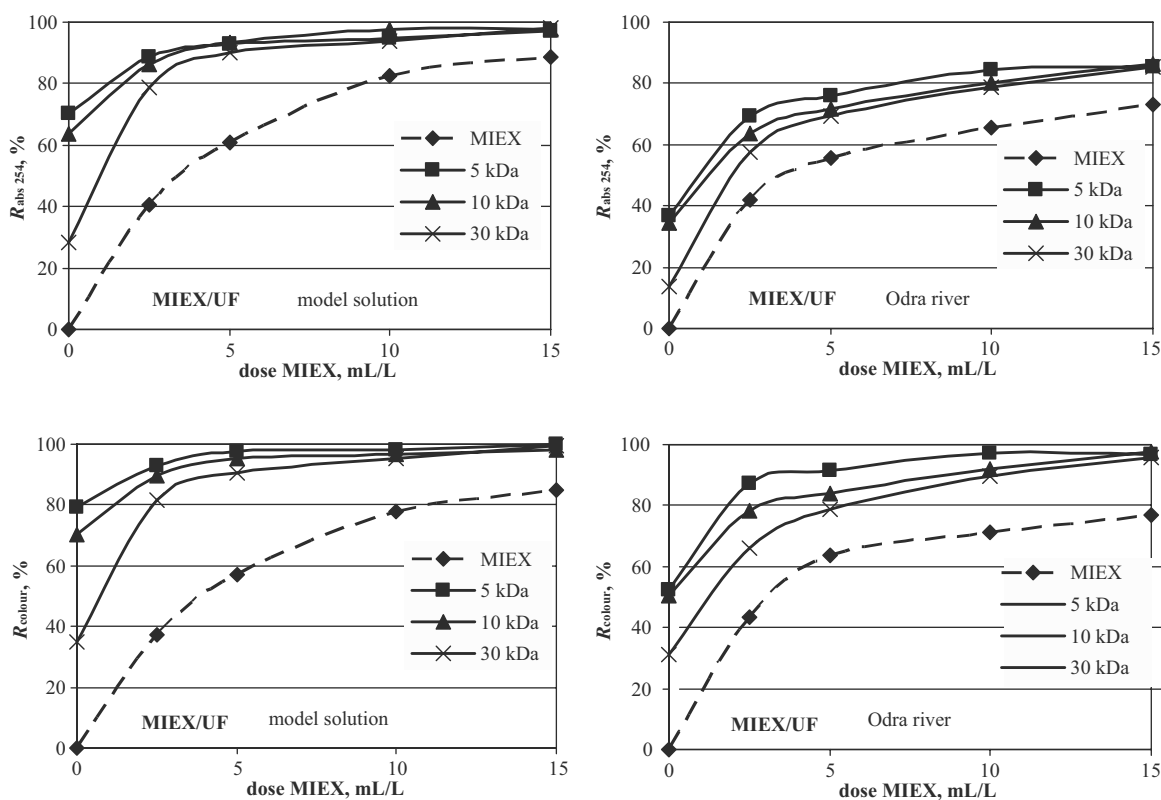 100
80
60
40
20
0
R abs 254, %
MIEX
5 kDa
10 kDa
30 kDa
MIEX/UF model solution
0 5 10 15
dose MIEX, mL/L
100
80
60
40
20
0
R abs 254, %
MIEX
5 kDa
10 kDa
30 kDa
MIEX/UF Odra river
0 5 10 15
dose MIEX, mL/L
100
80
60
40
20
0
R colour, %
MIEX
5 kDa
10 kDa
30 kDa
MIEX/UF model solution
0 5 10 15
dose MIEX, mL/L
100
80
60
40
20
0
R colour, %
MIEX
5 kDa
10 kDa
30 kDa
MIEX/UF Odra river
0 5 10 15
dose MIEX, mL/L